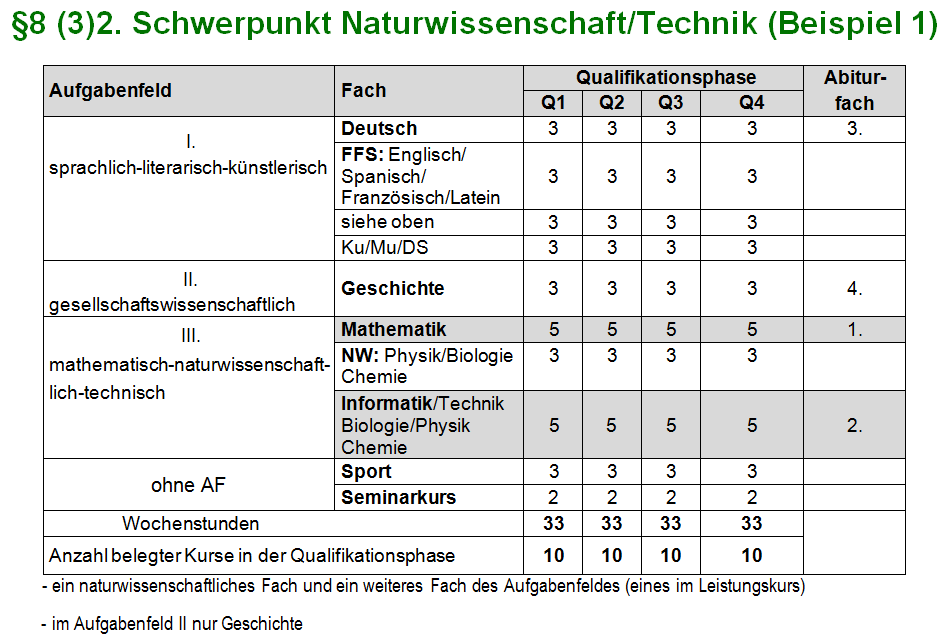 §8 (3)2. Schwerpunkt Naturwissenschaft/Technik (Beispiel 1)
Aufgabenfeld Fach Qualifikationsphase Abitur-
Q1 Q2 Q3 Q4 fach
I. Deutsch 3 3 3 3 3.
sprachlich-literarisch-künstlerisch
FFS: Englisch/
Spanisch/ 3 3 3 3
Französisch/Latein
siehe oben 3 3 3 3
Ku/Mu/DS 3 3 3 3
II.
gesellschaftswissenschaftlich
Geschichte 3 3 3 3 4.
III.
mathematisch-naturwissenschaft-
lich-technisch
Mathematik 5 5 5 5 1.
NW: Physik/Biologie 3 3 3 3
Chemie
Informatik/Technik
Biologie/Physik 5 5 5 5 2.
Chemie
ohne AF
Sport 3 3 3 3
Seminarkurs 2 2 2 2
Wochenstunden 33 33 33 33
Anzahl belegter Kurse in der Qualifikationsphase 10 10 10 10
- ein naturwissenschaftliches Fach und ein weiteres Fach des Aufgabenfeldes (eines im Leistungskurs)
- im Aufgabenfeld II nur Geschichte